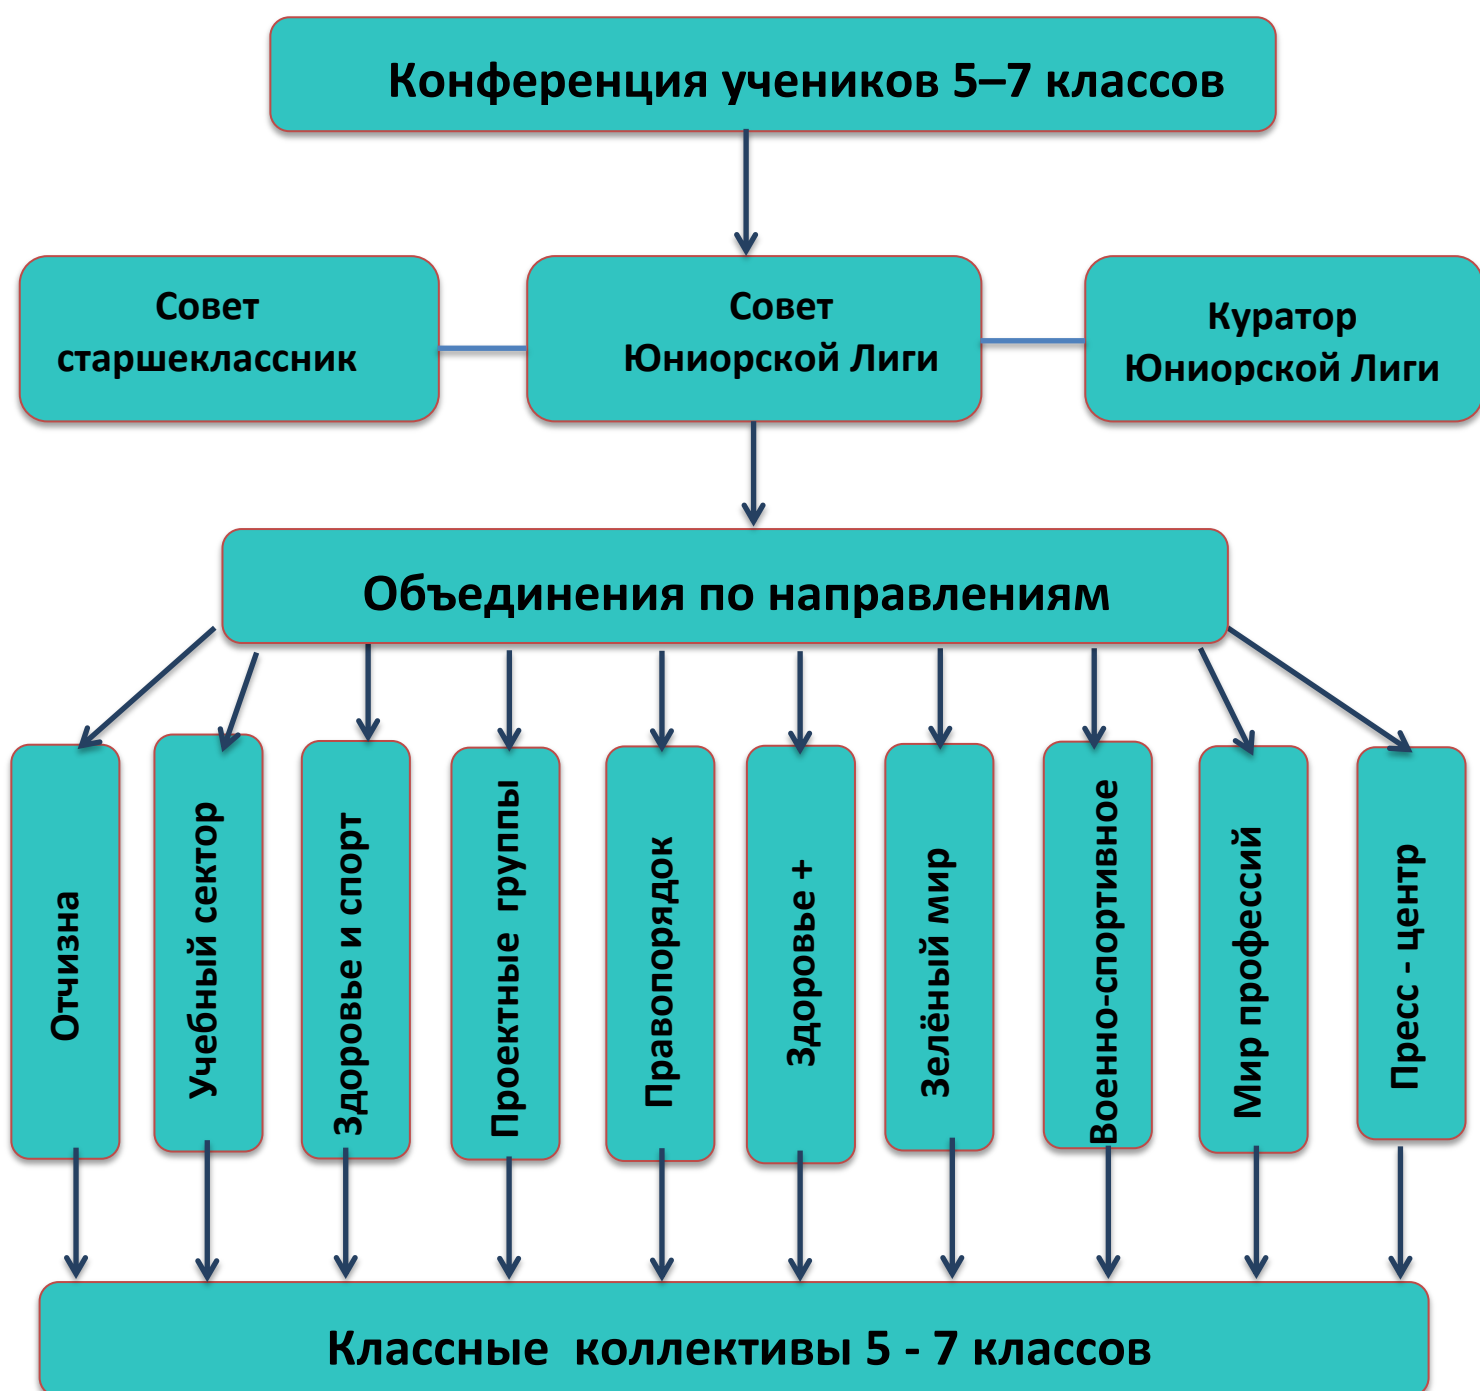 Конференция учеников 5–7 классов
Совет
старшеклассник
Совет
Юниорской Лиги
Куратор
Юниорской Лиги
Объединения по направлениям
Отчизна
Учебный сектор
Здоровье и спорт
Проектные группы
Правопорядок
Здоровье +
Зелёный мир
Военно-спортивное
Мир профессий
Пресс - центр
Классные коллективы 5 - 7 классов